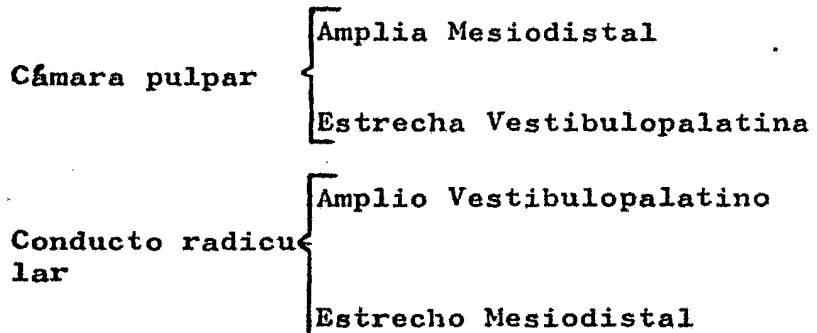 Amplia Mesiodistal
Cámara pulpar
Estrecha Vestibulopalatina
Amplio Vestibulopalatino
Conducto radicu
lar
Estrecho Mesiodistal